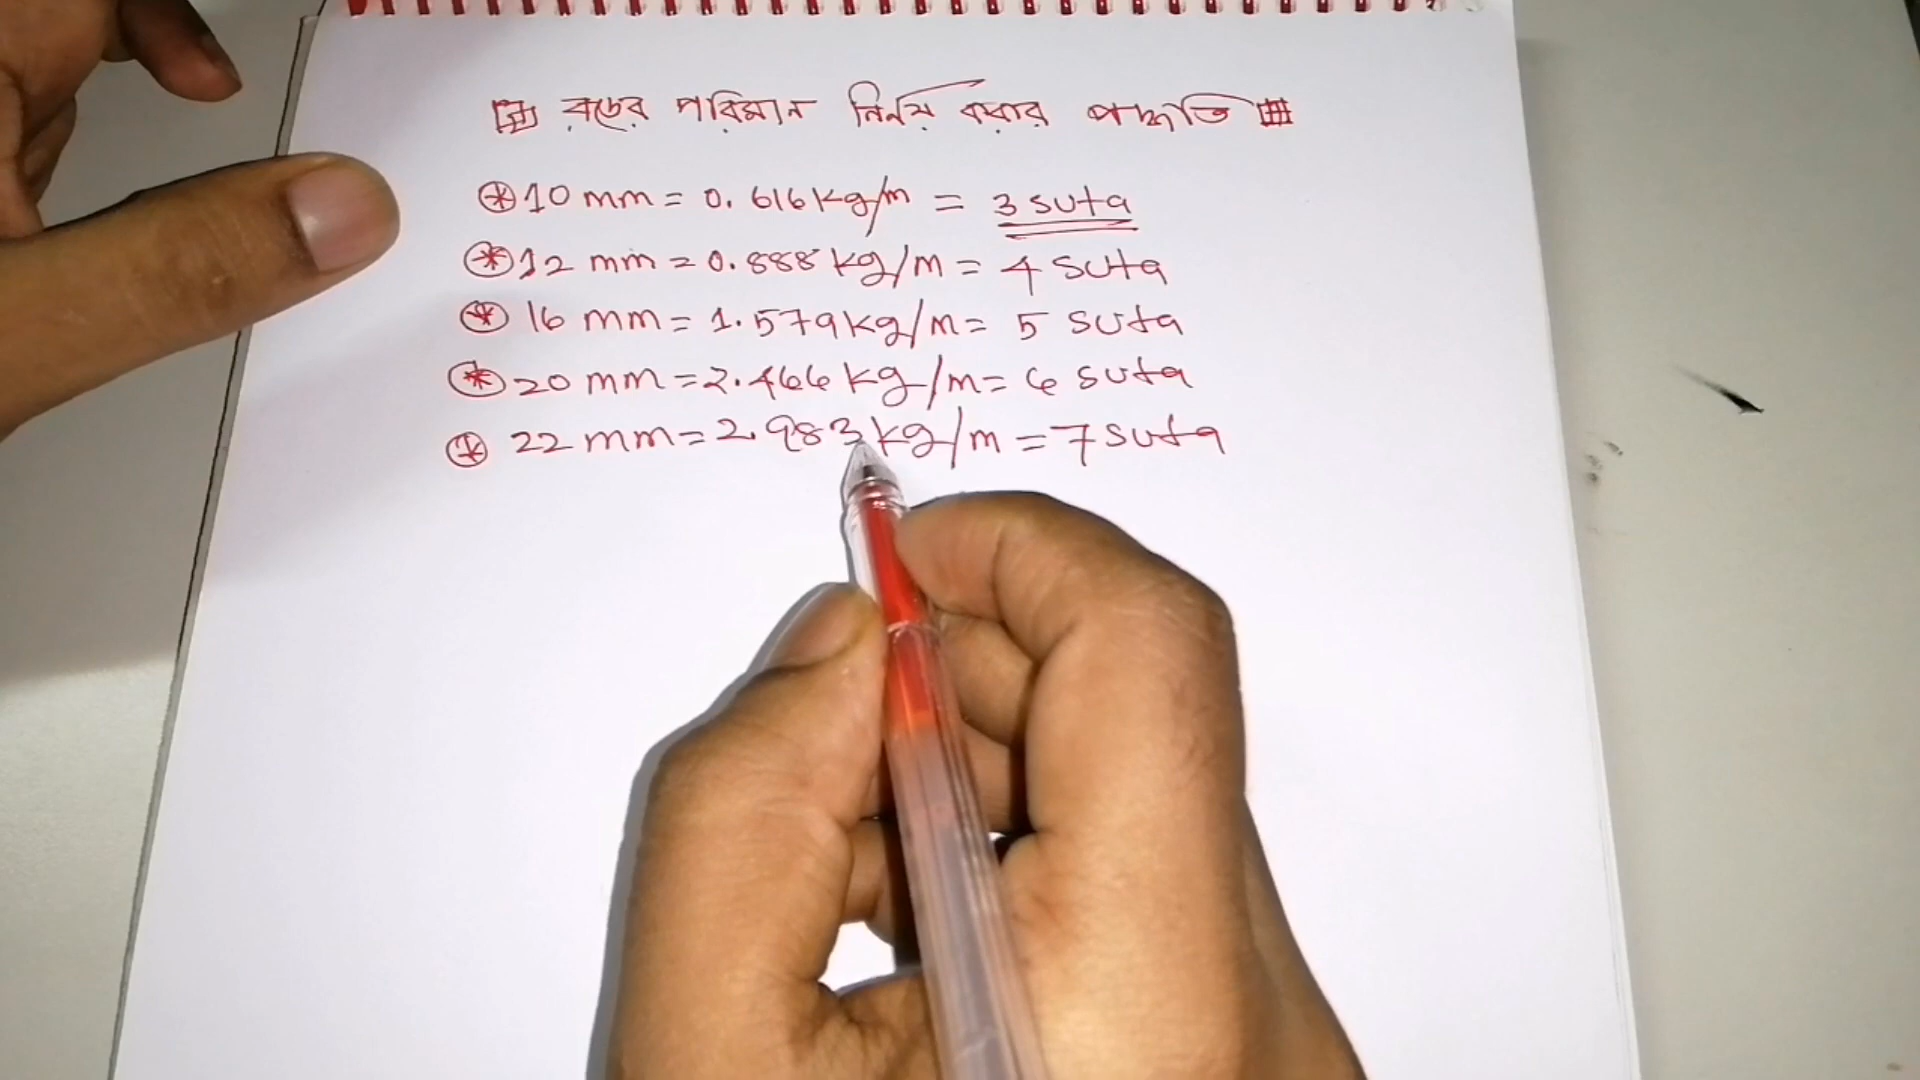 রডের পরিমান নির্নয় করার পদ্ধতি
10 mm = 0.616 kg/m = 3 suta
12 mm = 0.888 kg/m = 4 suta
16 mm = 1.579 kg/m = 5 suta
20 mm = 2.466 kg/m = 6 suta
22 mm = 2.983 kg/m = 7 suta